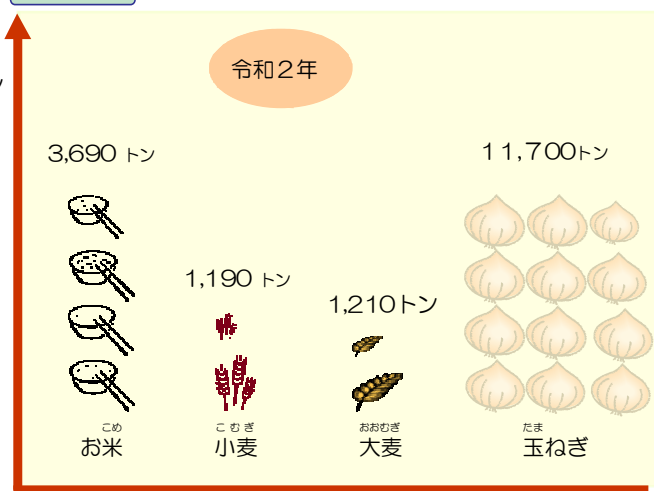 令和２年
3,690 トン
11,700トン
1,190 トン
1,210トン
こめ
お米
こむぎ
小麦
おおむぎ
大麦
たま
玉ねぎ